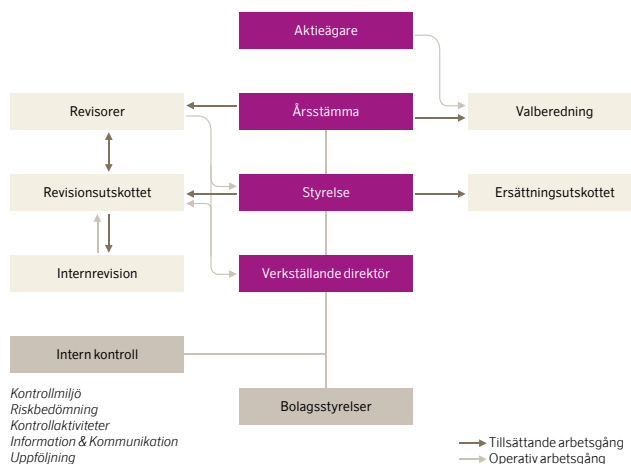 Aktieägare
Revisorer
Årsstämma
Valberedning
Revisionsutskottet
Styrelse
Ersättningsutskottet
Internrevision
Verkställande direktör
Intern kontroll
Kontrollmiljö
Riskbedömning
Kontrollaktiviteter
Information & Kommunikation
Uppföljning
Bolagsstyrelser
Tillsättande arbetsgång
Operativ arbetsgång